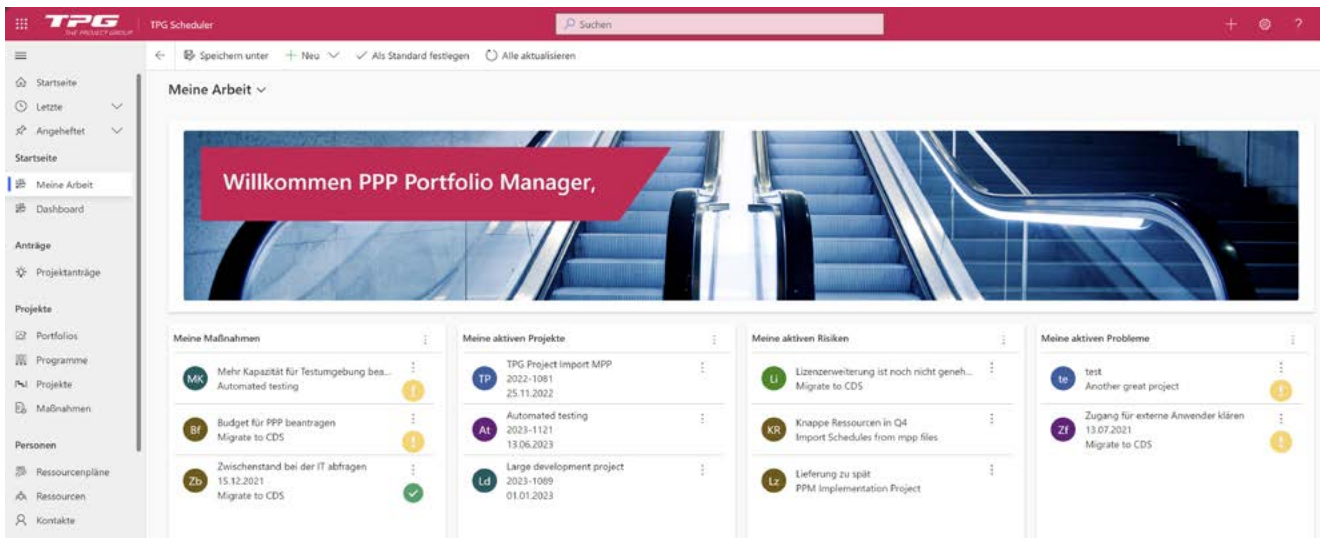 TPG
THE PROJECT GROUP
TPG Scheduler
Suchen
Speichern unter
Neu
Als Standard festlegen
Alle aktualisieren
Startseite
Letzte
Angeheftet
Startseite
Meine Arbeit
Dashboard
Anträge
Projektanträge
Projekte
Portfolios
Programme
Projekte
Maßnahmen
Personen
Ressourcenpläne
Ressourcen
Kontakte
Meine Arbeit
Willkommen PPP Portfolio Manager,
Meine Maßnahmen
MK
Mehr Kapazität für Testumgebung bea...
Automated testing
Bf
Budget für PPP beantragen
Migrate to CDS
Zb
Zwischenstand bei der IT abfragen
15.12.2021
Migrate to CDS
Meine aktiven Projekte
TP
TPG Project Import MPP
2022-1081
25.11.2022
At
Automated testing
2023-1121
13.06.2023
Ld
Large development project
2023-1089
01.01.2023
Meine aktiven Risiken
Li
Lizenzerweiterung ist noch nicht geneh...
Migrate to CDS
KR
Knappe Ressourcen in Q4
Import Schedules from mpp files
Lz
Lieferung zu spät
PPM Implementation Project
Meine aktiven Probleme
te
test
Another great project
Zf
Zugang für externe Anwender klären
13.07.2021
Migrate to CDS